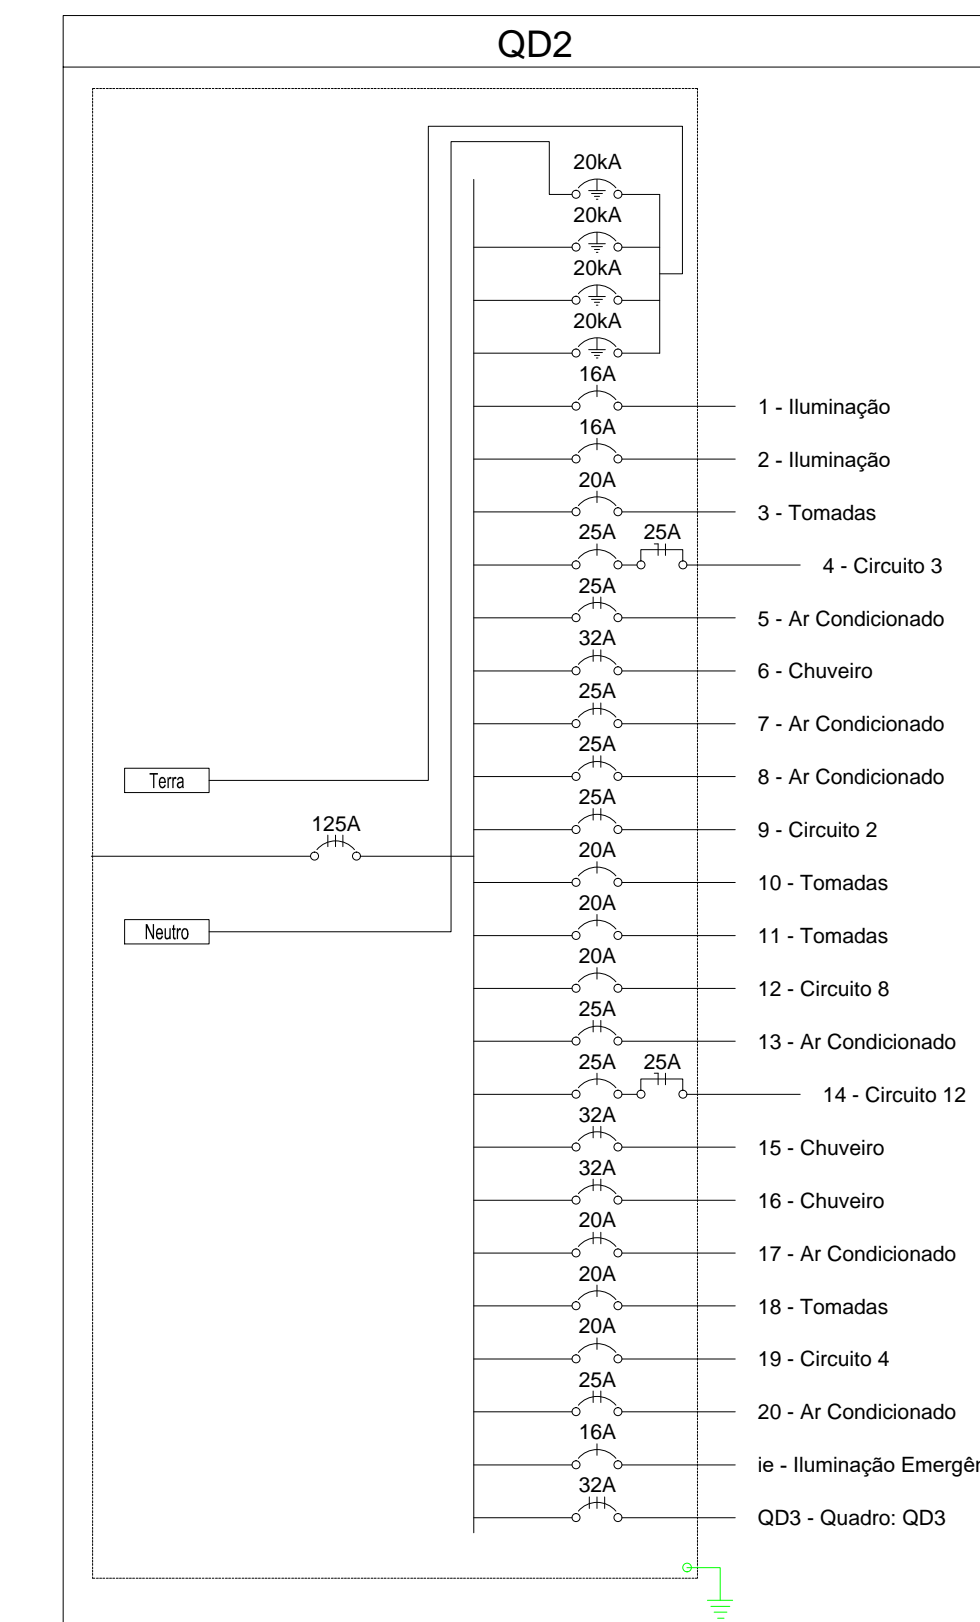 QD2
20kA
20kA
20kA
20kA
16A
1 - Iluminação
16A
2 - Iluminação
20A
3 - Tomadas
25A 25A
4 - Circuito 3
25A
5 - Ar Condicionado
32A
6 - Chuveiro
25A
7 - Ar Condicionado
25A
8 - Ar Condicionado
Terra
25A
9 - Circuito 2
125A
20A
10 - Tomadas
20A
11 - Tomadas
Neutro
20A
12 - Circuito 8
25A
13 - Ar Condicionado
25A 25A
14 - Circuito 12
32A
15 - Chuveiro
32A
16 - Chuveiro
20A
17 - Ar Condicionado
20A
18 - Tomadas
20A
19 - Circuito 4
25A
20 - Ar Condicionado
16A
ie - Iluminação
32A
QD3 - Quadro: QD3